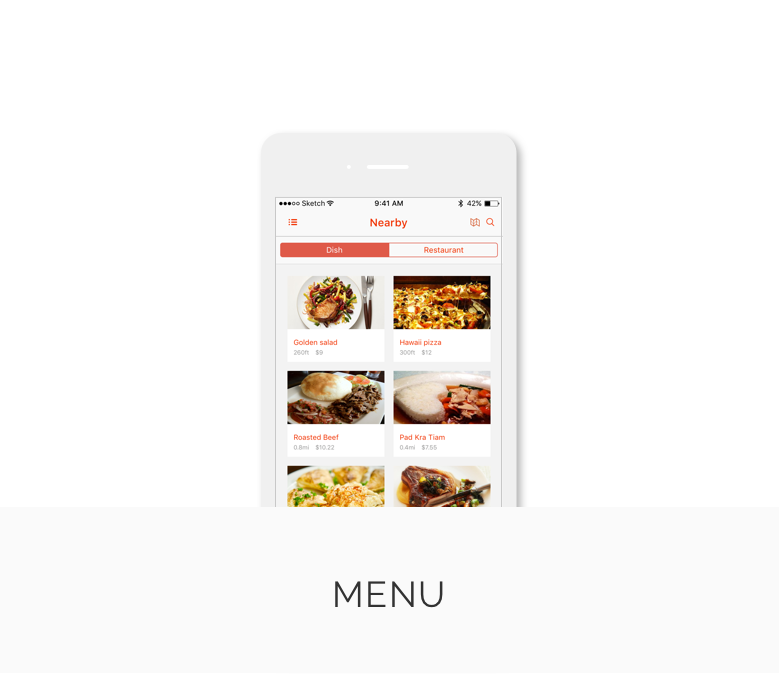 Sketch 9:41 AM 42%
Nearby
Dish Restaurant
Golden salad Hawaii pizza
260ft $9 300ft $12
Roasted Beef Pad Kra Tiam
0.8mi $10.22 0.4mi $7.55
MENU